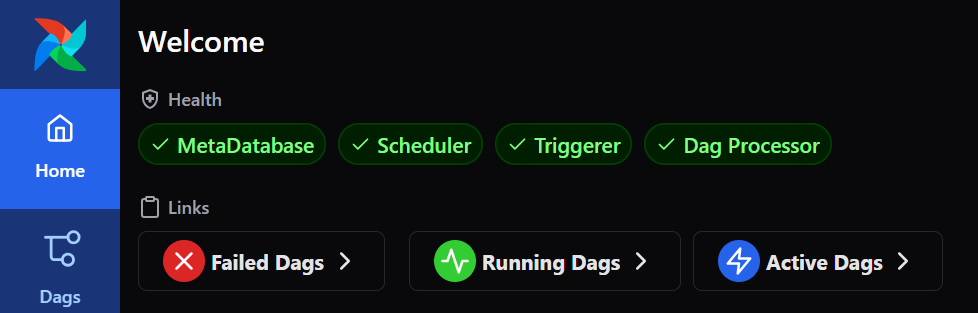 Welcome
Health
MetaDatabase Scheduler Triggerer Dag Processor
Home
Links
Failed Dags Running Dags Active Dags
Dags